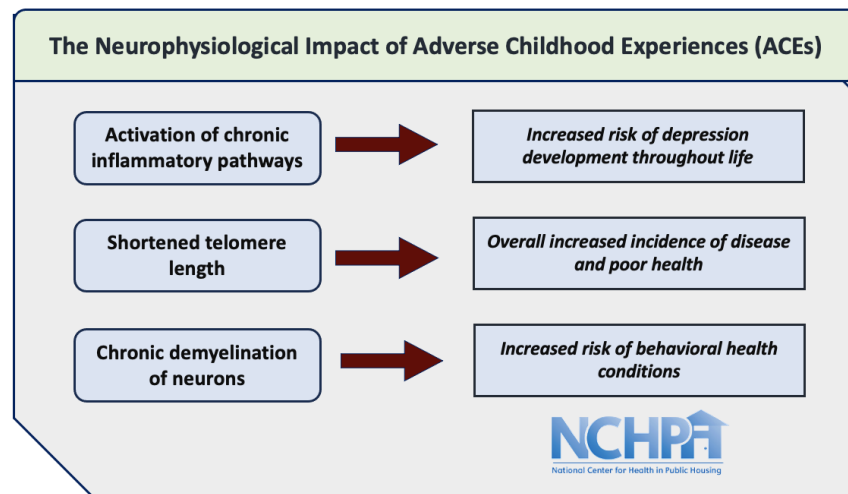 The Neurophysiological Impact of Adverse Childhood Experiences (ACEs)
Activation of chronic
inflammatory pathways
Increased risk of depression
development throughout life
Shortened telomere
length
Overall increased incidence of disease
and poor health
Chronic demyelination
of neurons
Increased risk of behavioral health
conditions
NCHPH
National Center for Health in Public Housing